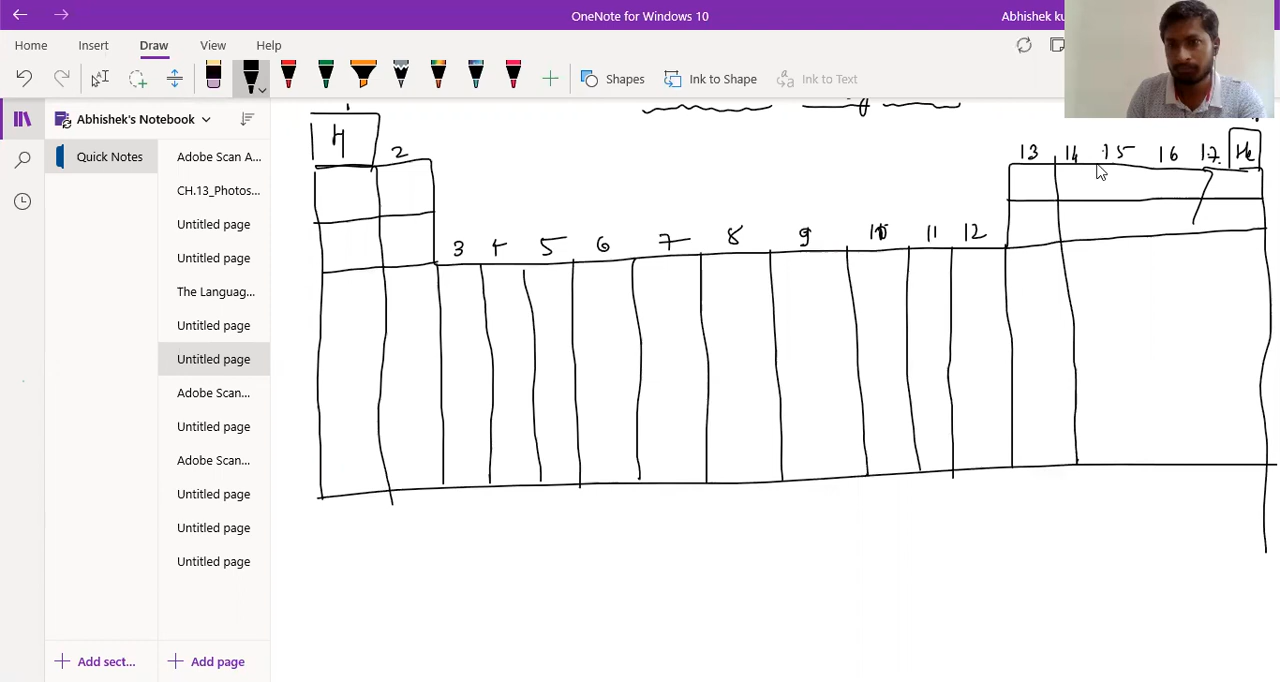 OneNote for Windows 10
Abhishek ku
Home Insert Draw View Help
Shapes Ink to Shape Ink to Text
Abhishek's Notebook
Quick Notes
Adobe Scan A...
CH.13_Photos...
Untitled page
Untitled page
The Languag...
Untitled page
Untitled page
Adobe Scan...
Untitled page
Adobe Scan...
Untitled page
Untitled page
Untitled page
Add sect...
Add page
1
H
2
13 14 15 16 17 He
3 4 5 6 7 8 9 10 11 12